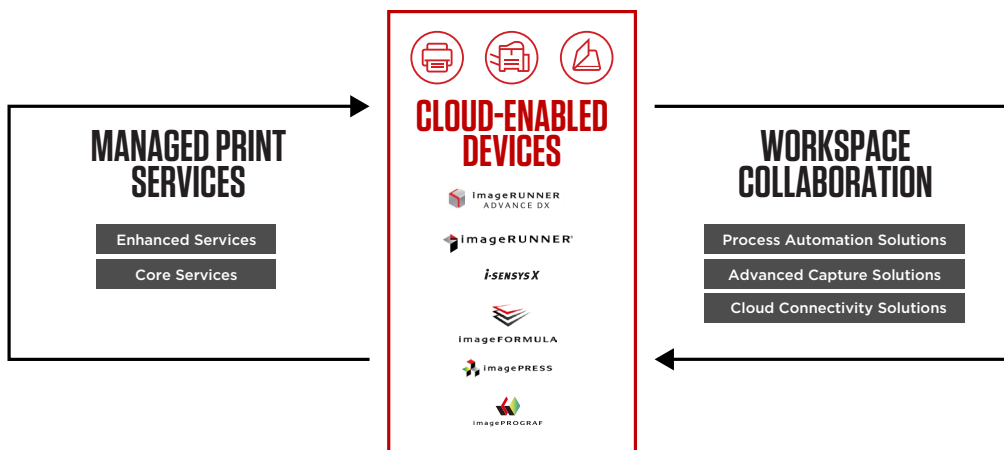 MANAGED PRINT
SERVICES
Enhanced Services
Core Services
CLOUD-ENABLED
DEVICES
imageRUNNER
ADVANCE DX
imageRUNNER®
i-SENSYS X
imageFORMULA
imagePRESS
imagePROGRAF
WORKSPACE
COLLABORATION
Process Automation Solutions
Advanced Capture Solutions
Cloud Connectivity Solutions